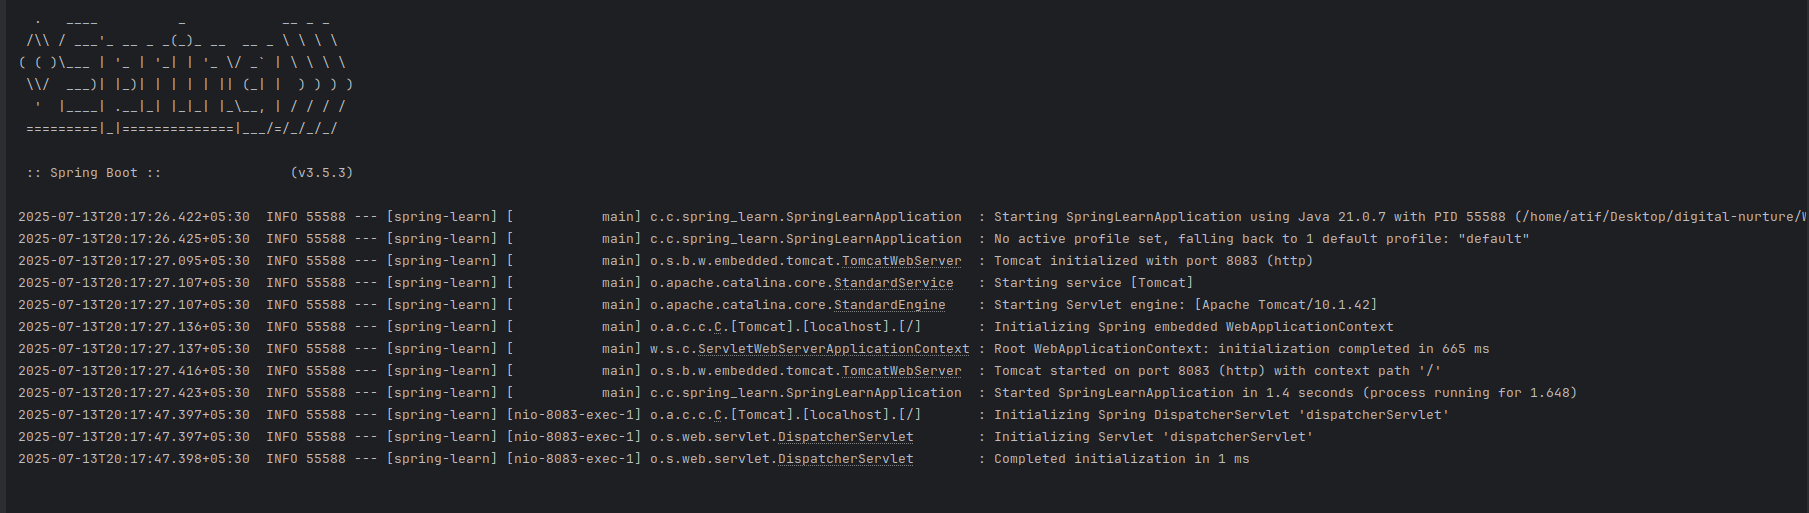 .   ____          _            __ _ _
 /\\ / ___'_ __ _ _(_)_ __  __ _ \ \ \ \
( ( )\___ | '_ | '_| | '_ \/ _` | \ \ \ \
 \\/  ___)| |_)| | | | | || (_| |  ) ) ) )
  '  |____| .__|_| |_|_| |_\__, | / / / /
 =========|_|==============|___/=/_/_/_/

 :: Spring Boot ::                (v3.5.3)

2025-07-13T20:17:26.422+05:30  INFO 55588 --- [spring-learn] [           main] c.c.spring_learn.SpringLearnApplication  : Starting SpringLearnApplication using Java 21.0.7 with PID 55588 (/home/atif/Desktop/digital-nurture/
2025-07-13T20:17:26.425+05:30  INFO 55588 --- [spring-learn] [           main] c.c.spring_learn.SpringLearnApplication  : No active profile set, falling back to 1 default profile: "default"
2025-07-13T20:17:27.095+05:30  INFO 55588 --- [spring-learn] [           main] o.s.b.w.embedded.tomcat.TomcatWebServer  : Tomcat initialized with port 8083 (http)
2025-07-13T20:17:27.107+05:30  INFO 55588 --- [spring-learn] [           main] o.apache.catalina.core.StandardService   : Starting service [Tomcat]
2025-07-13T20:17:27.107+05:30  INFO 55588 --- [spring-learn] [           main] o.apache.catalina.core.StandardEngine    : Starting Servlet engine: [Apache Tomcat/10.1.42]
2025-07-13T20:17:27.136+05:30  INFO 55588 --- [spring-learn] [           main] o.a.c.c.C.[Tomcat].[localhost].[/]       : Initializing Spring embedded WebApplicationContext
2025-07-13T20:17:27.137+05:30  INFO 55588 --- [spring-learn] [           main] w.s.c.ServletWebServerApplicationContext : Root WebApplicationContext: initialization completed in 665 ms
2025-07-13T20:17:27.416+05:30  INFO 55588 --- [spring-learn] [           main] o.s.b.w.embedded.tomcat.TomcatWebServer  : Tomcat started on port 8083 (http) with context path '/'
2025-07-13T20:17:27.423+05:30  INFO 55588 --- [spring-learn] [           main] c.c.spring_learn.SpringLearnApplication  : Started SpringLearnApplication in 1.4 seconds (process running for 1.648)
2025-07-13T20:17:47.397+05:30  INFO 55588 --- [spring-learn] [nio-8083-exec-1] o.a.c.c.C.[Tomcat].[localhost].[/]       : Initializing Spring DispatcherServlet 'dispatcherServlet'
2025-07-13T20:17:47.397+05:30  INFO 55588 --- [spring-learn] [nio-8083-exec-1] o.s.web.servlet.DispatcherServlet        : Initializing Servlet 'dispatcherServlet'
2025-07-13T20:17:47.398+05:30  INFO 55588 --- [spring-learn] [nio-8083-exec-1] o.s.web.servlet.DispatcherServlet        : Completed initialization in 1 ms